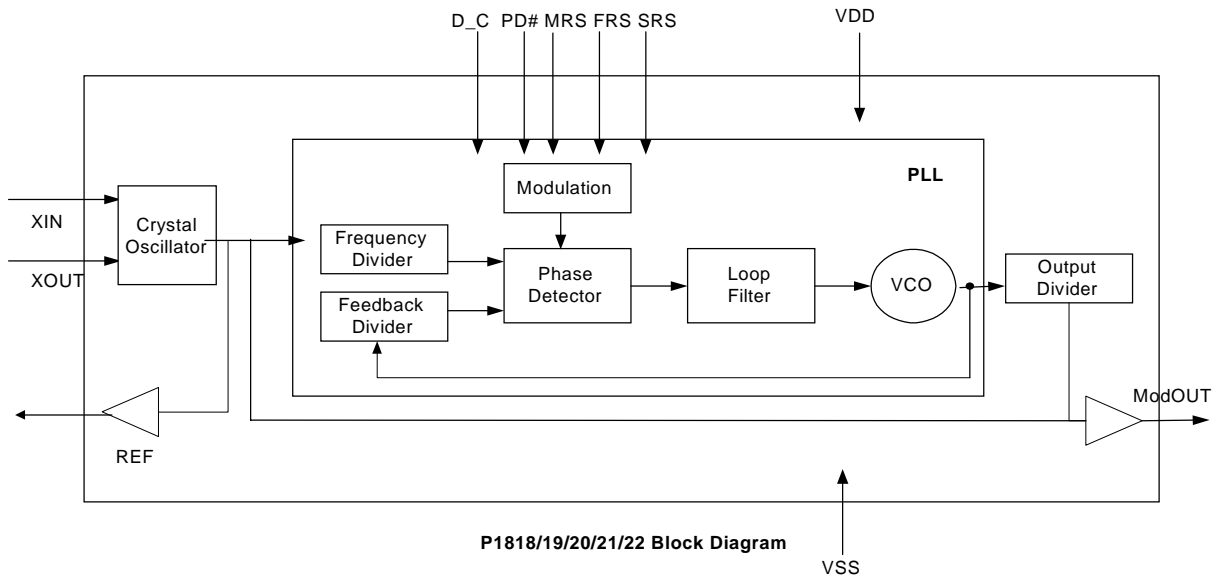 D_C PD# MRS FRS SRS
VDD
PLL
Modulation
XIN
Crystal
Oscillator
XOUT
Frequency
Divider
Feedback
Divider
Phase
Detector
Loop
Filter
VCO
Output
Divider
ModOUT
REF
P1818/19/20/21/22 Block Diagram
VSS